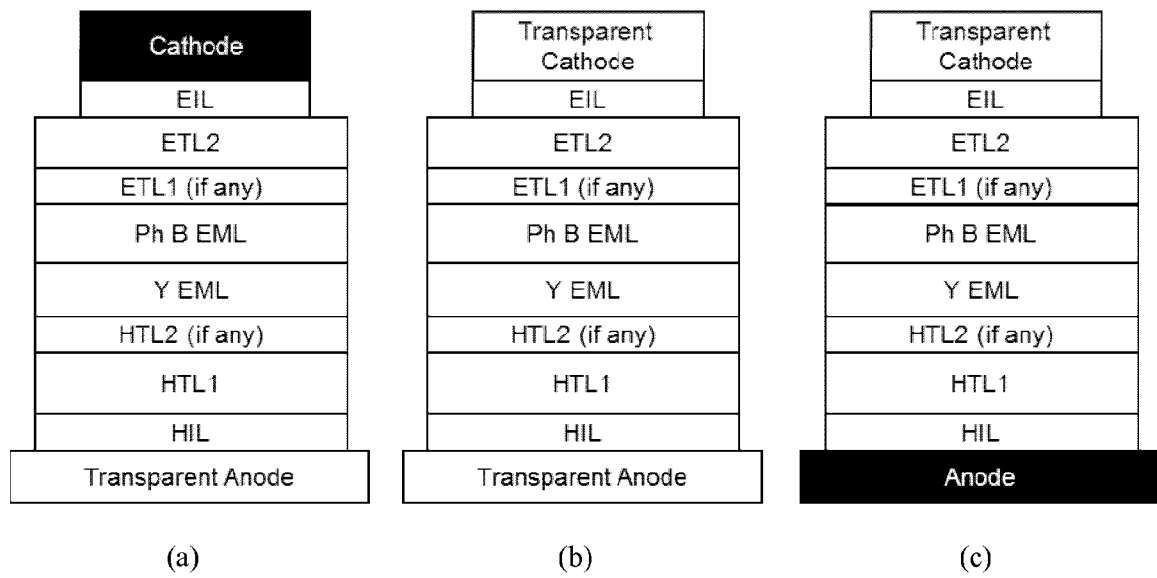 Cathode
EIL
ETL2
ETL1 (if any)
Ph B EML
Y EML
HTL2 (if any)
HTL1
HIL
Transparent Anode
(a)
Transparent
Cathode
EIL
ETL2
ETL1 (if any)
Ph B EML
Y EML
HTL2 (if any)
HTL1
HIL
Transparent Anode
(b)
Transparent
Cathode
EIL
ETL2
ETL1 (if any)
Ph B EML
Y EML
HTL2 (if any)
HTL1
HIL
Anode
(c)